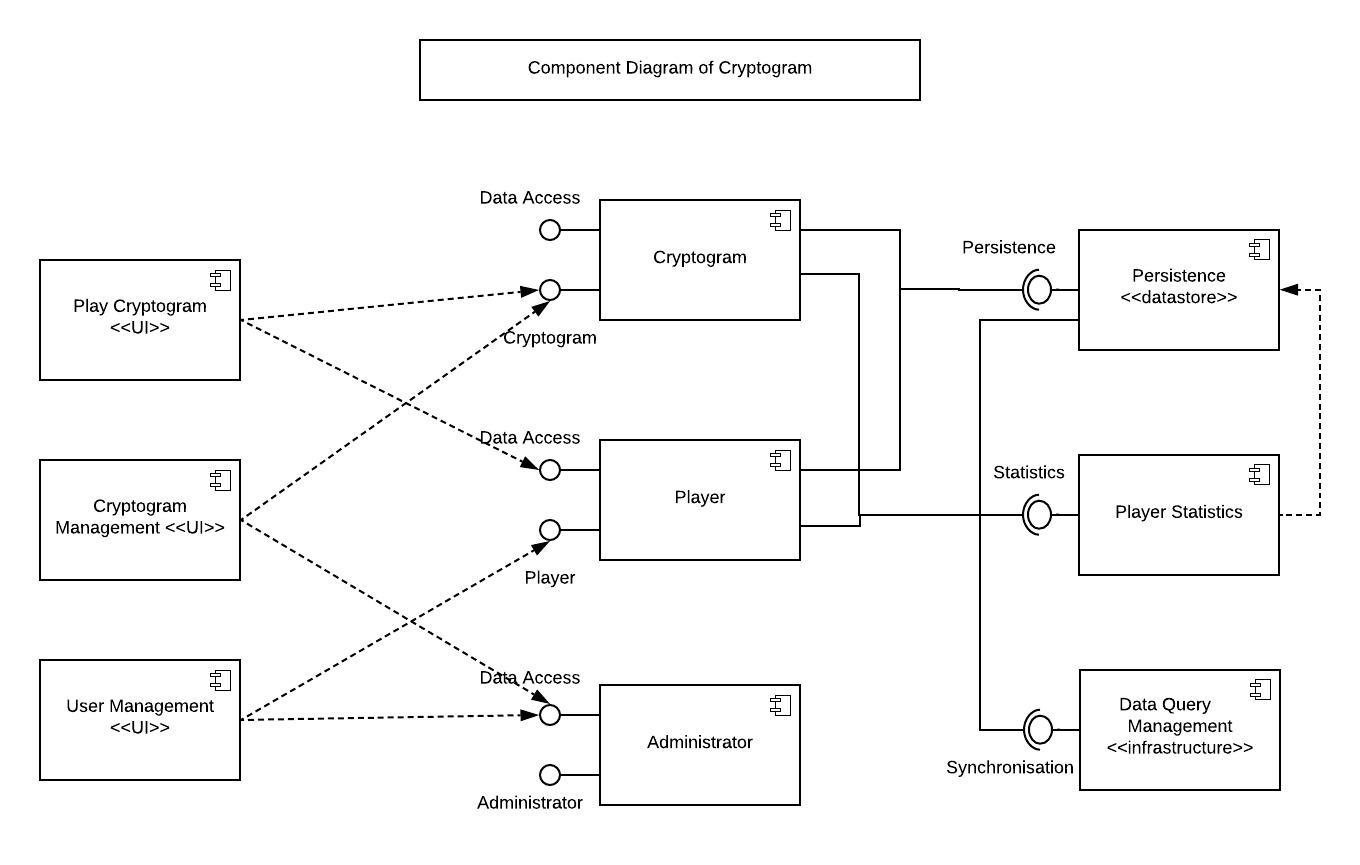 Component Diagram of Cryptogram
Data Access
Cryptogram
Cryptogram
Play Cryptogram
<<UI>>
Persistence
Persistence
<<datastore>>
Data Access
Player
Player
Cryptogram
Management <<UI>>
Statistics
Player Statistics
Data Access
Administrator
Administrator
User Management
<<UI>>
Synchronisation
Data Query
Management
<<infrastructure>>